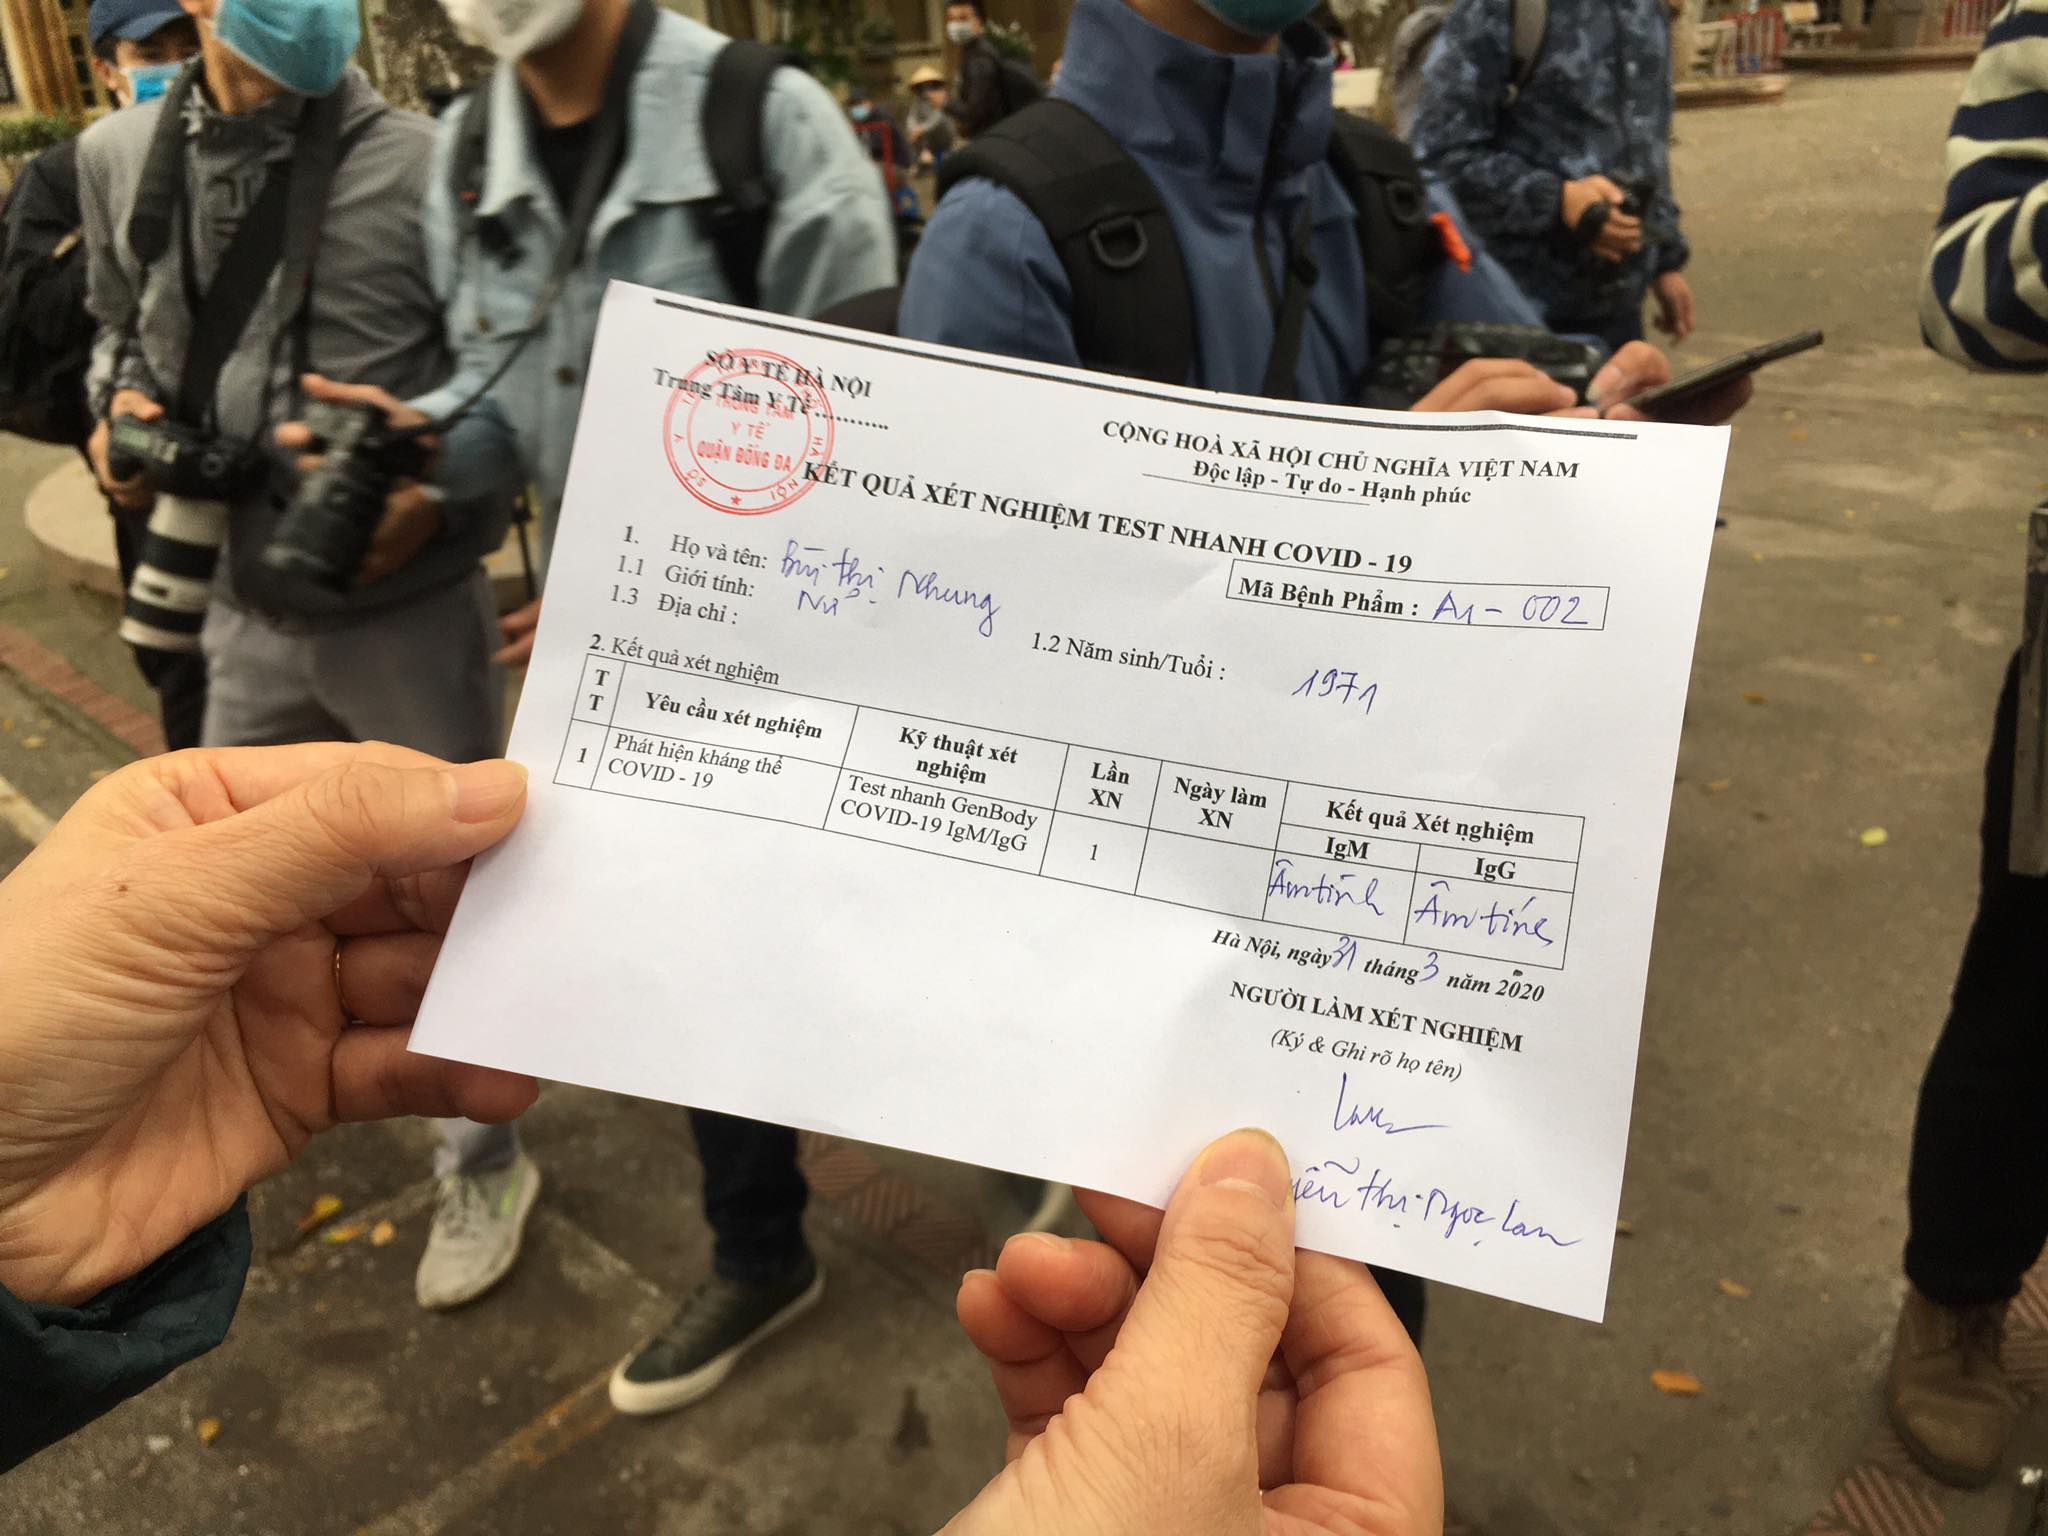 SỞ Y TẾ HÀ NỘI
Trung Tâm Y Tế ............
TRUNG TÂM
Y TẾ
QUẬN ĐỐNG ĐA
CỘNG HOÀ XÃ HỘI CHỦ NGHĨA VIỆT NAM
Độc lập - Tự do - Hạnh phúc
KẾT QUẢ XÉT NGHIỆM TEST NHANH COVID - 19
Mã Bệnh Phẩm : A1 - 002
1. Họ và tên: Bùi Thị Nhung
1.1 Giới tính: Nữ
1.2 Năm sinh/Tuổi : 1971
1.3 Địa chỉ :
2. Kết quả xét nghiệm
TT Yêu cầu xét nghiệm Kỹ thuật xét nghiệm Lần XN Ngày làm XN Kết quả Xét nghiệm
IgM IgG
1 Phát hiện kháng thể COVID - 19 Test nhanh GenBody COVID-19 IgM/IgG 1 Âm tính Âm tính
Hà Nội, ngày 31 tháng 3 năm 2020
NGƯỜI LÀM XÉT NGHIỆM
(Ký & Ghi rõ họ tên)
Thị Ngọc Lan